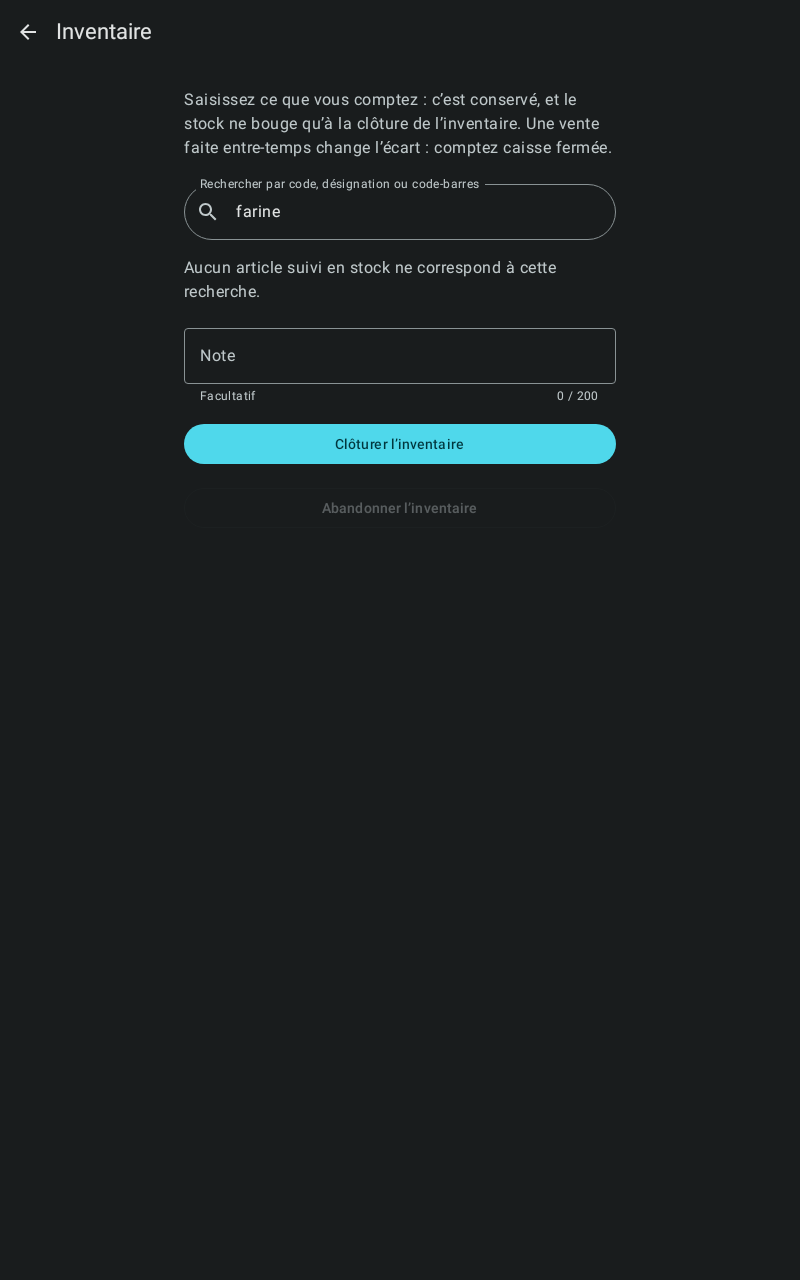 Inventaire
Saisissez ce que vous comptez : c’est conservé, et le
stock ne bouge qu’à la clôture de l’inventaire. Une vente
faite entre-temps change l’écart : comptez caisse fermée.
Rechercher par code, désignation ou code-barres
farine
Aucun article suivi en stock ne correspond à cette
recherche.
Note
Facultatif 0 / 200
Clôturer l’inventaire
Abandonner l’inventaire